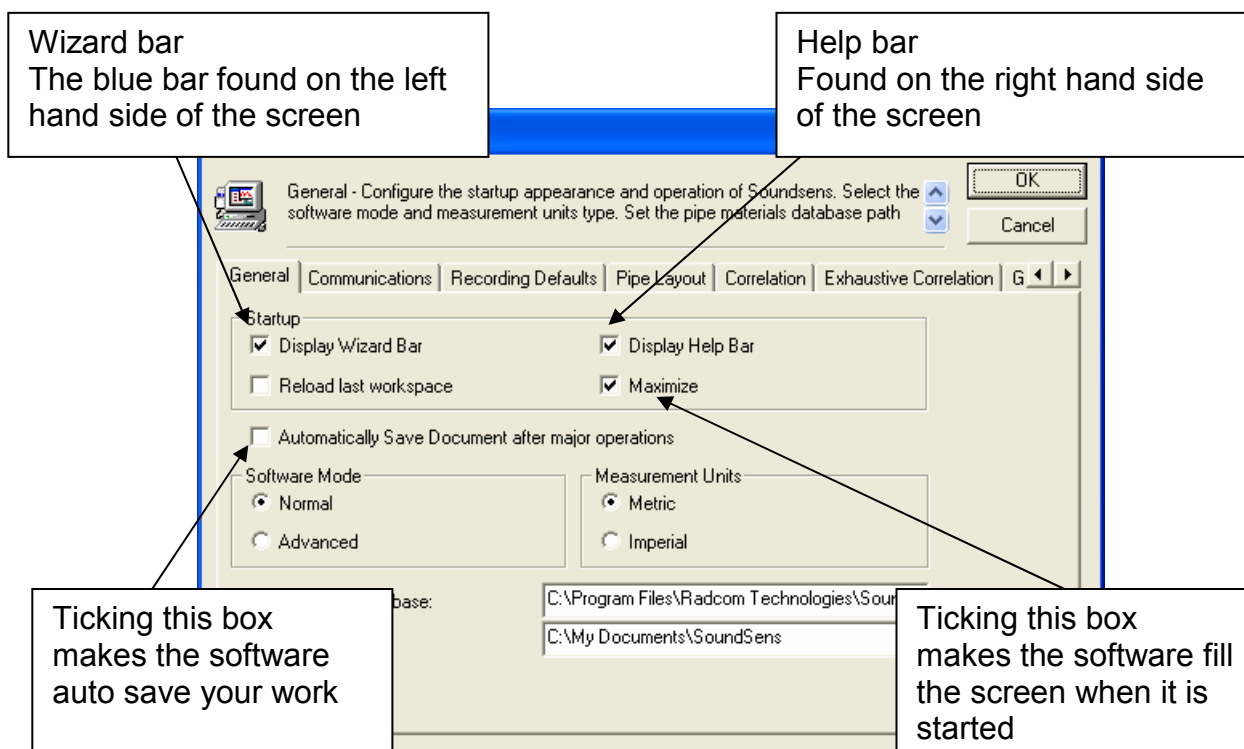 Wizard bar
The blue bar found on the left
hand side of the screen
Help bar
Found on the right hand side
of the screen
General - Configure the startup appearance and operation of Soundsens. Select the
software mode and measurement units type. Set the pipe materials database path
OK
Cancel
General
Communications
Recording Defaults
Pipe Layout
Correlation
Exhaustive Correlation
G
Startup
Display Wizard Bar
Display Help Bar
Reload last workspace
Maximize
Automatically Save Document after major operations
Software Mode
Measurement Units
Normal
Metric
Advanced
Imperial
base:
C:\Program Files\Radcom Technologies\Sour
C:\My Documents\SoundSens
Ticking this box
makes the software
auto save your work
Ticking this box
makes the software fill
the screen when it is
started